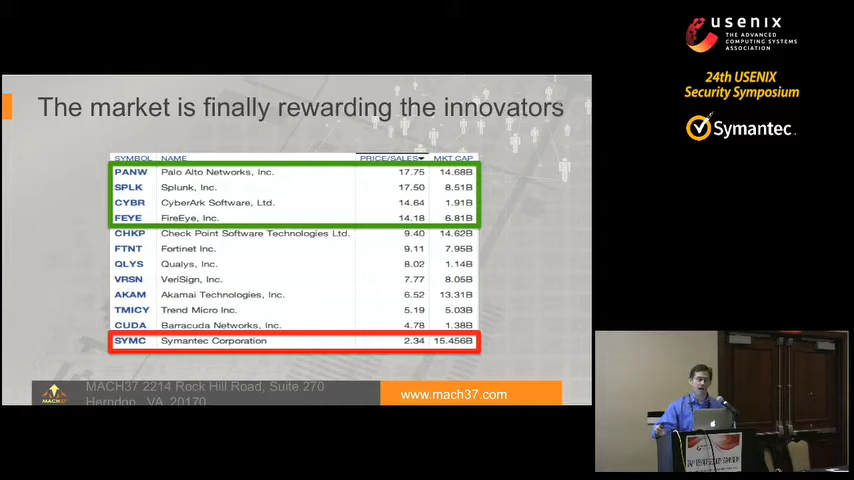 usenix
THE ADVANCED
COMPUTING SYSTEMS
ASSOCIATION
24th USENIX
Security Symposium
Symantec.
The market is finally rewarding the innovators
SYMBOL NAME PRICE/SALES MKT CAP
PANW Palo Alto Networks, Inc. 17.75 14.68B
SPLK Splunk, Inc. 17.50 8.51B
CYBR CyberArk Software, Ltd. 14.64 1.91B
FEYE FireEye, Inc. 14.18 6.81B
CHKP Check Point Software Technologies Ltd. 9.40 14.62B
FTNT Fortinet Inc. 9.11 7.95B
QLYS Qualys, Inc. 8.02 1.14B
VRSN VeriSign, Inc. 7.77 8.05B
AKAM Akamai Technologies, Inc. 6.52 13.31B
TMICY Trend Micro Inc. 5.19 5.03B
CUDA Barracuda Networks, Inc. 4.78 1.38B
SYMC Symantec Corporation 2.34 15.456B
MACH37
MACH37 2214 Rock Hill Road, Suite 270
Herndon, VA 20170
www.mach37.com